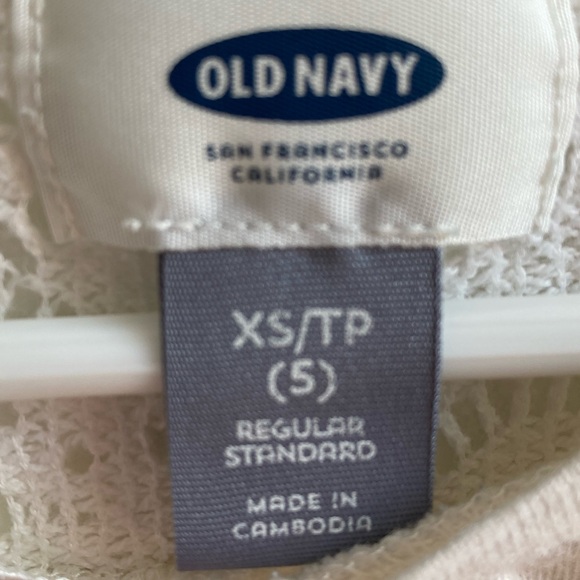 OLD NAVY
SAN FRANCISCO
CALIFORNIA
XS/TP
(5)
REGULAR
STANDARD
MADE IN
CAMBODIA